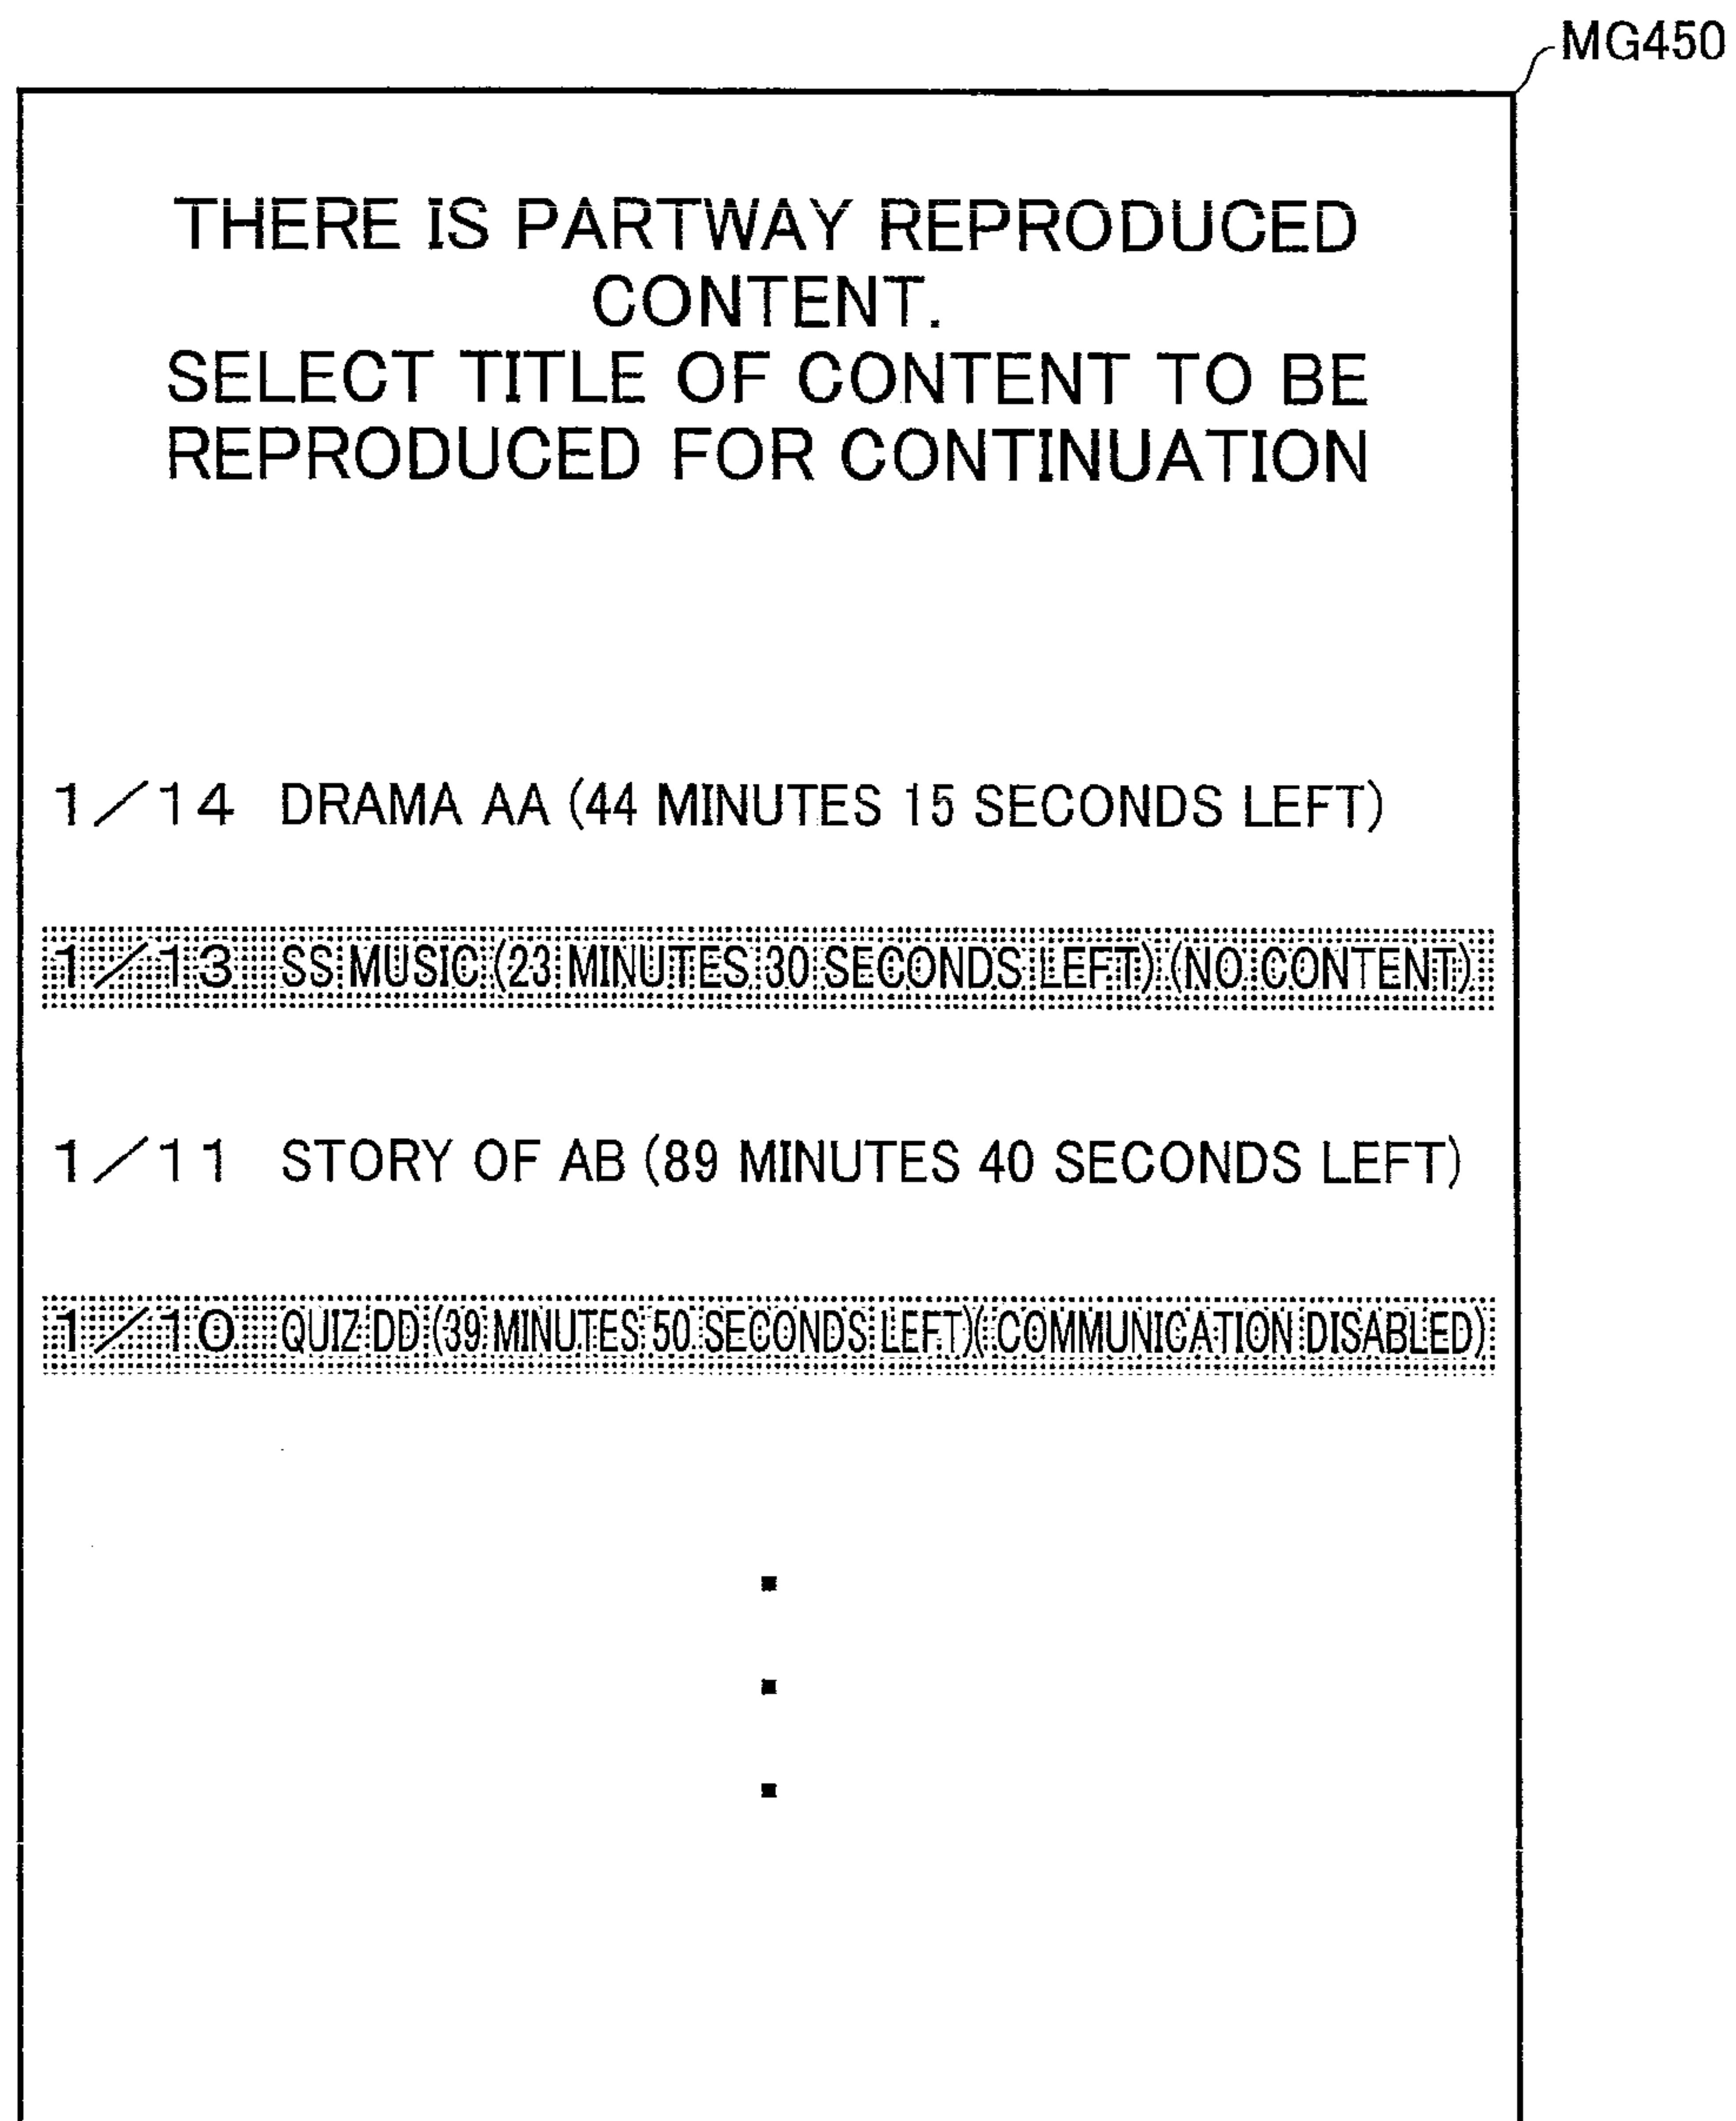 MG450
THERE IS PARTWAY REPRODUCED
CONTENT.
SELECT TITLE OF CONTENT TO BE
REPRODUCED FOR CONTINUATION
1/14 DRAMA AA (44 MINUTES 15 SECONDS LEFT)
1/13 SS MUSIC (23 MINUTES 30 SECONDS LEFT) (NO CONTENT)
1/11 STORY OF AB (89 MINUTES 40 SECONDS LEFT)
1/10 QUIZ DD (39 MINUTES 50 SECONDS LEFT)( COMMUNICATION DISABLED)